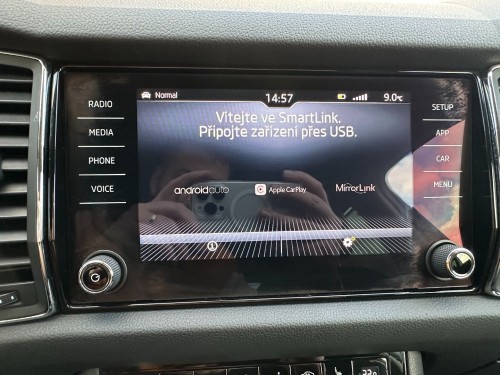 RADIO
MEDIA
PHONE
VOICE
Normal
14:57
9.0°C
Vítejte ve SmartLink.
Připojte zařízení přes USB.
androidauto
Apple CarPlay
MirrorLink
SETUP
APP
CAR
MENU